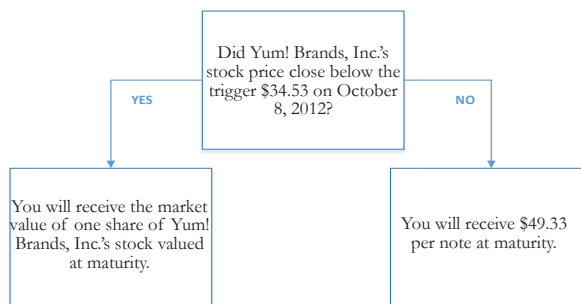 Did Yum! Brands, Inc.'s
stock price close below the
trigger $34.53 on October
8, 2012?
YES
NO
You will receive the market
value of one share of Yum!
Brands, Inc.'s stock valued
at maturity.
You will receive $49.33
per note at maturity.